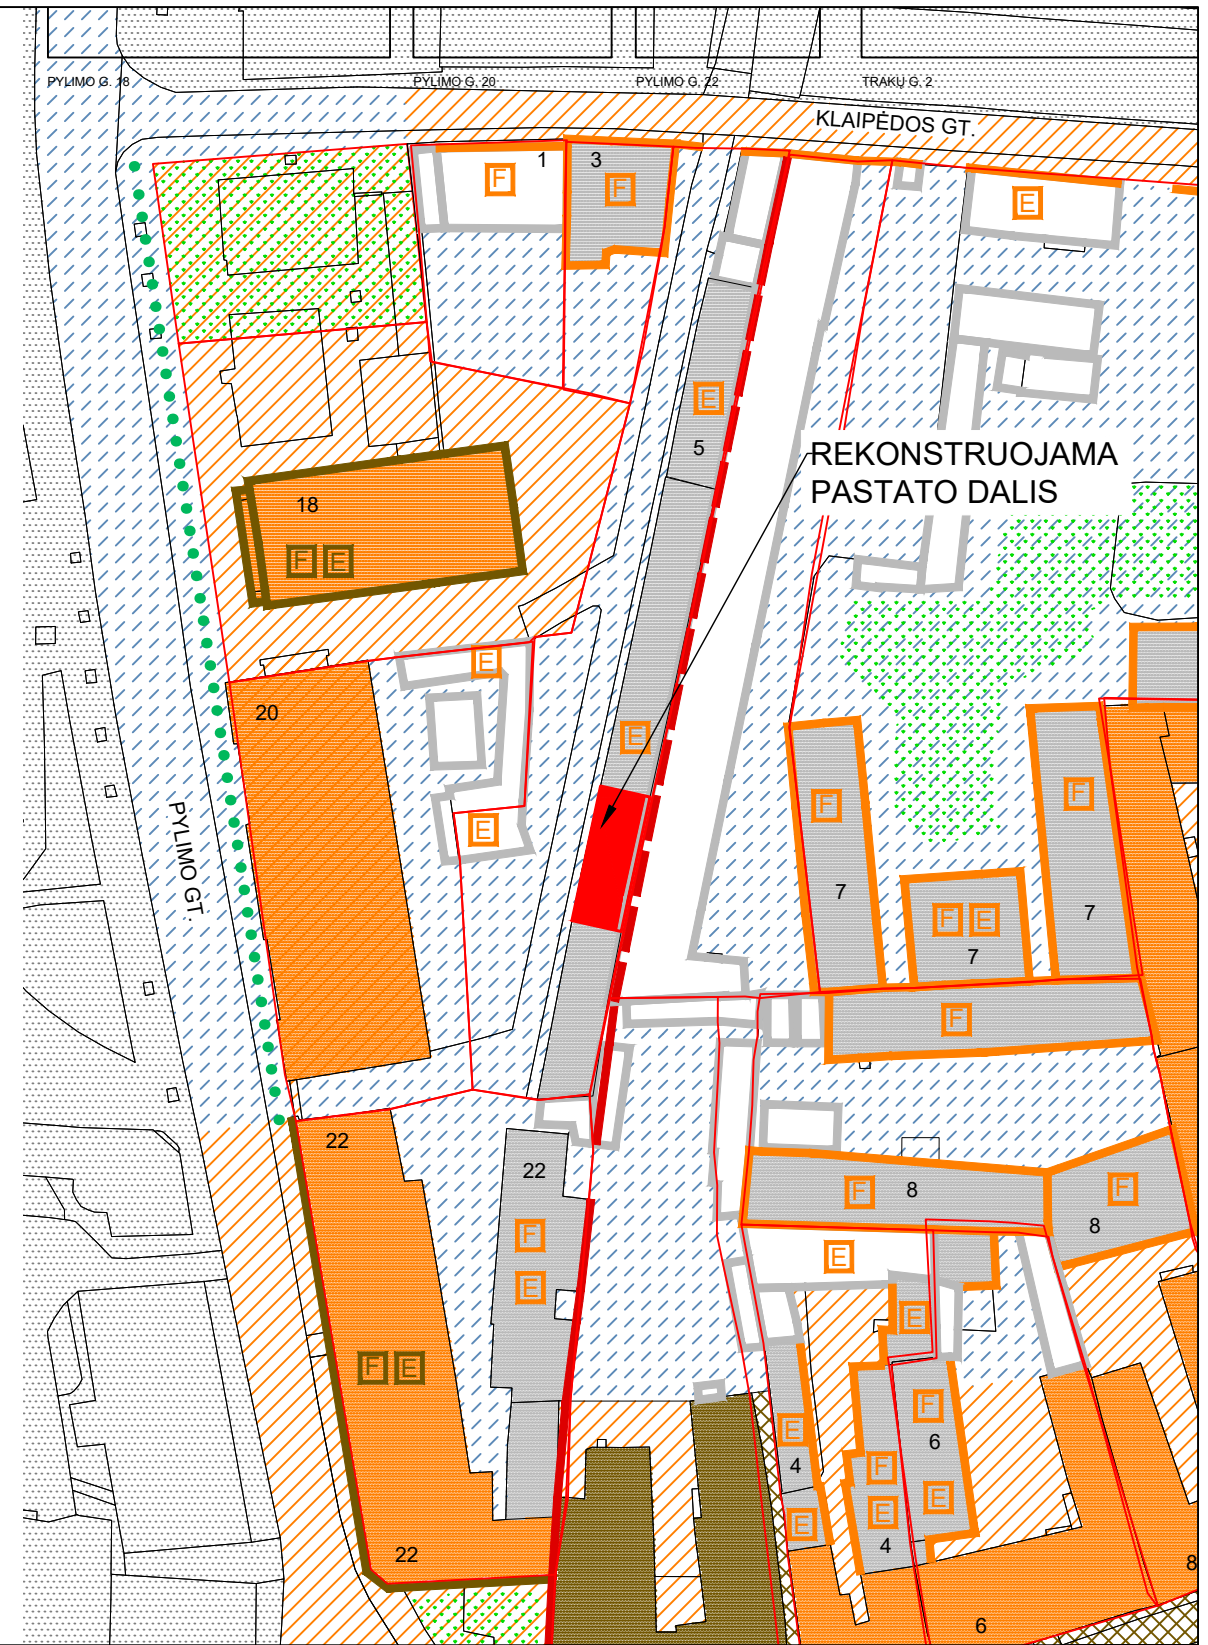 PYLIMO G. 18
PYLIMO G. 20
PYLIMO G. 22
TRAKŲ G. 2
KLAIPĖDOS GT.
1
3
F
F
E
E
5
REKONSTRUOJAMA
PASTATO DALIS
18
F E
E
20
E
E
F
F
7
7
F E
7
F
PYLIMO GT.
22
22
F
E
F
8
F
8
E
E
F E
F
6
E
4
F
E
E
E
4
22
6
8